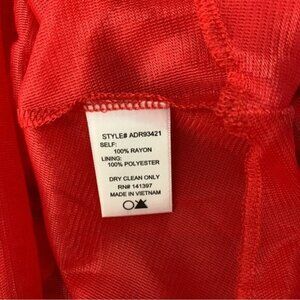 STYLE# ADR93421
SELF:
100% RAYON
LINING:
100% POLYESTER
DRY CLEAN ONLY
RN# 141397
MADE IN VIETNAM